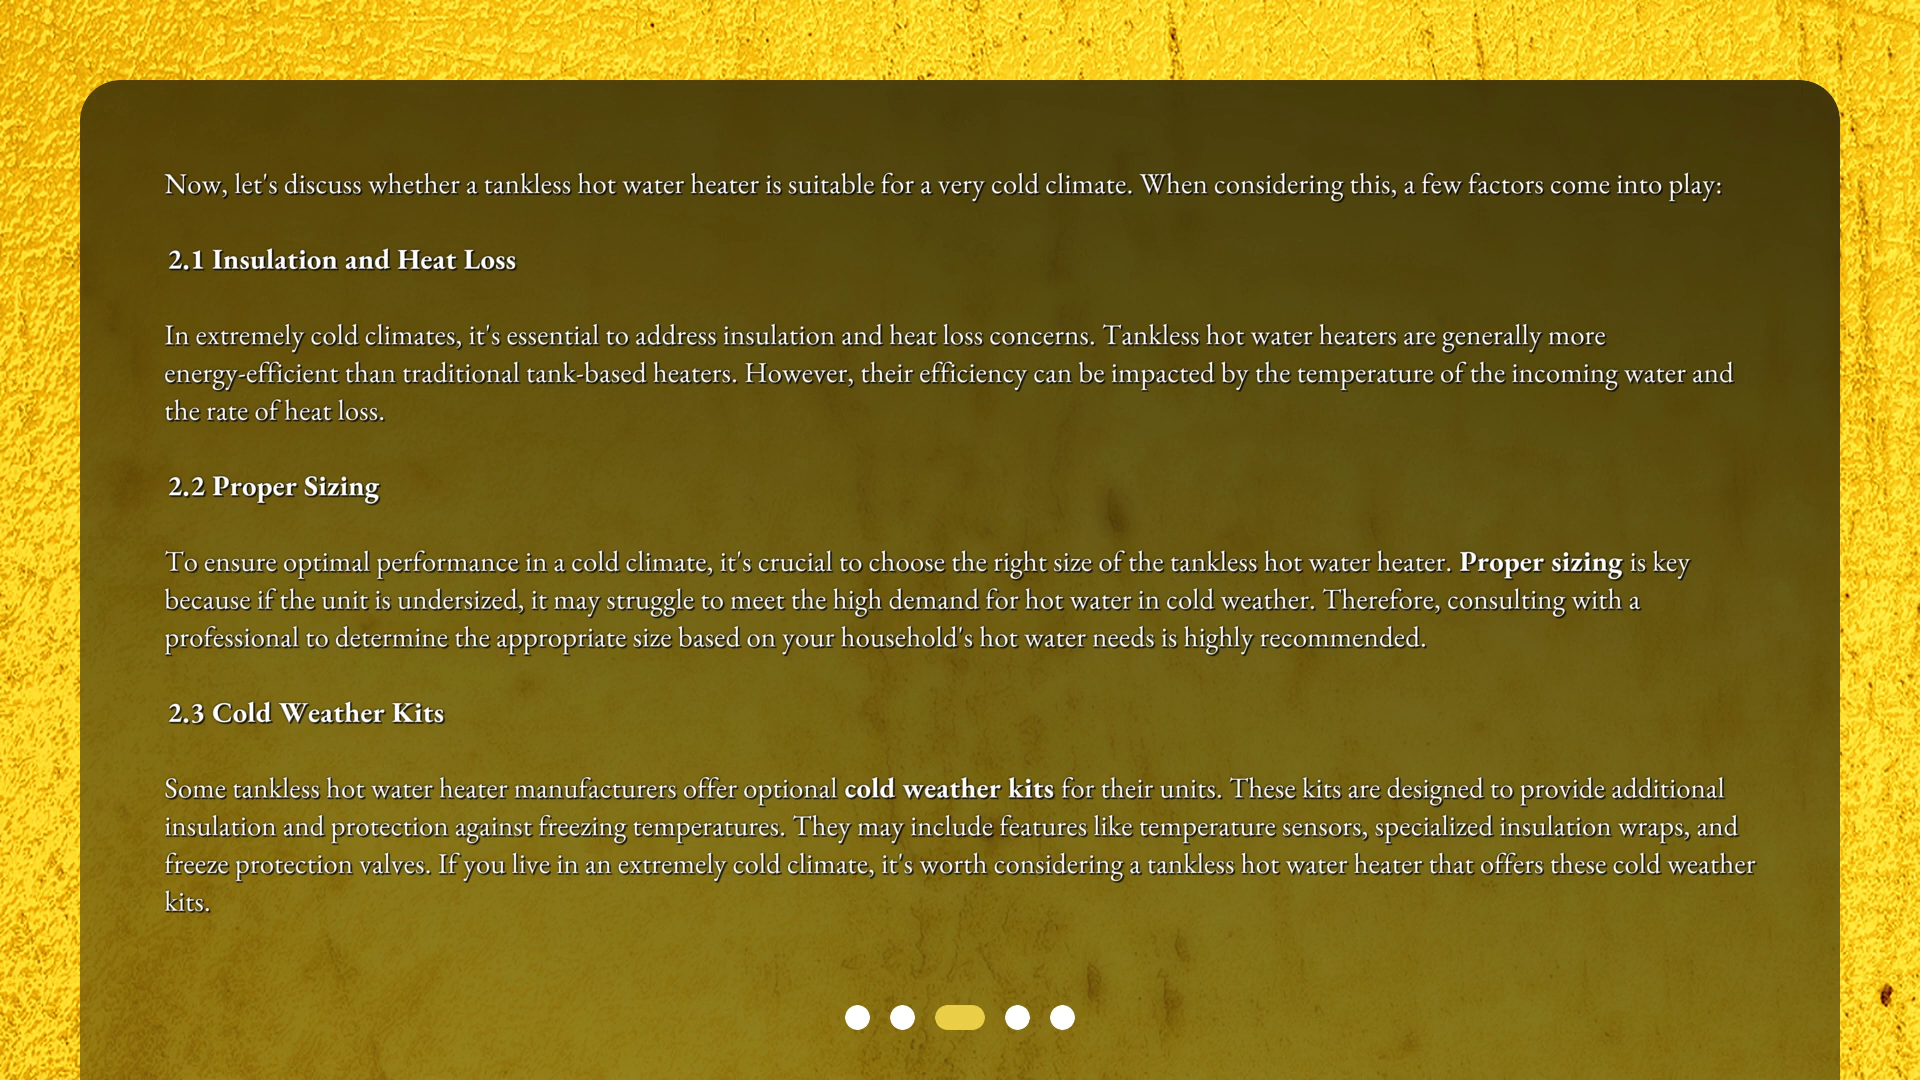 Now, let's discuss whether a tankless hot water heater is suitable for a very cold climate. When considering this, a few factors come into play:
2.1 Insulation and Heat Loss
In extremely cold climates, it's essential to address insulation and heat loss concerns. Tankless hot water heaters are generally more
energy-efficient than traditional tank-based heaters. However, their efficiency can be impacted by the temperature of the incoming water and
the rate of heat loss.
2.2 Proper Sizing
To ensure optimal performance in a cold climate, it's crucial to choose the right size of the tankless hot water heater. Proper sizing is key
because if the unit is undersized, it may struggle to meet the high demand for hot water in cold weather. Therefore, consulting with a
professional to determine the appropriate size based on your household's hot water needs is highly recommended.
2.3 Cold Weather Kits
Some tankless hot water heater manufacturers offer optional cold weather kits for their units. These kits are designed to provide additional
insulation and protection against freezing temperatures. They may include features like temperature sensors, specialized insulation wraps, and
freeze protection valves. If you live in an extremely cold climate, it's worth considering a tankless hot water heater that offers these cold weather
kits.